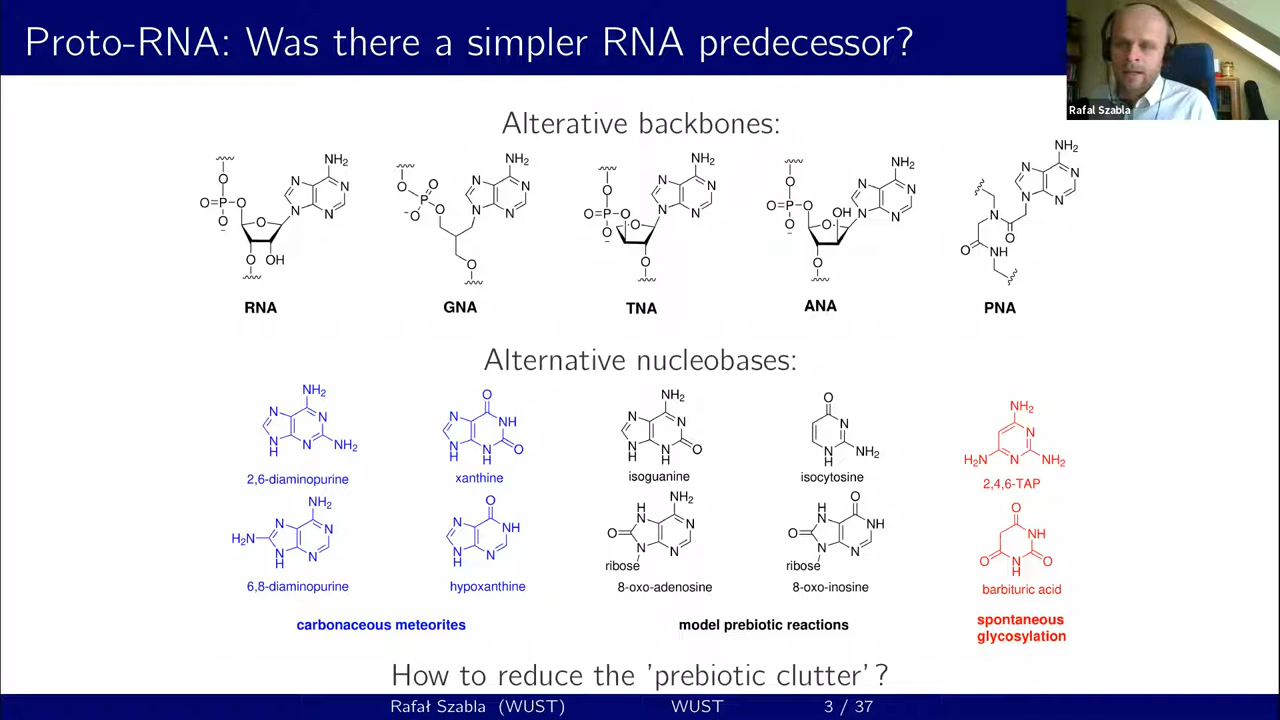 Proto-RNA: Was there a simpler RNA predecessor?
Rafal Szabla
Alterative backbones:
RNA
GNA
TNA
ANA
PNA
Alternative nucleobases:
2,6-diaminopurine
xanthine
isoguanine
isocytosine
2,4,6-TAP
6,8-diaminopurine
hypoxanthine
ribose
8-oxo-adenosine
ribose
8-oxo-inosine
barbituric acid
carbonaceous meteorites
model prebiotic reactions
spontaneous
glycosylation
How to reduce the 'prebiotic clutter'?
Rafał Szabla (WUST) WUST 3 / 37